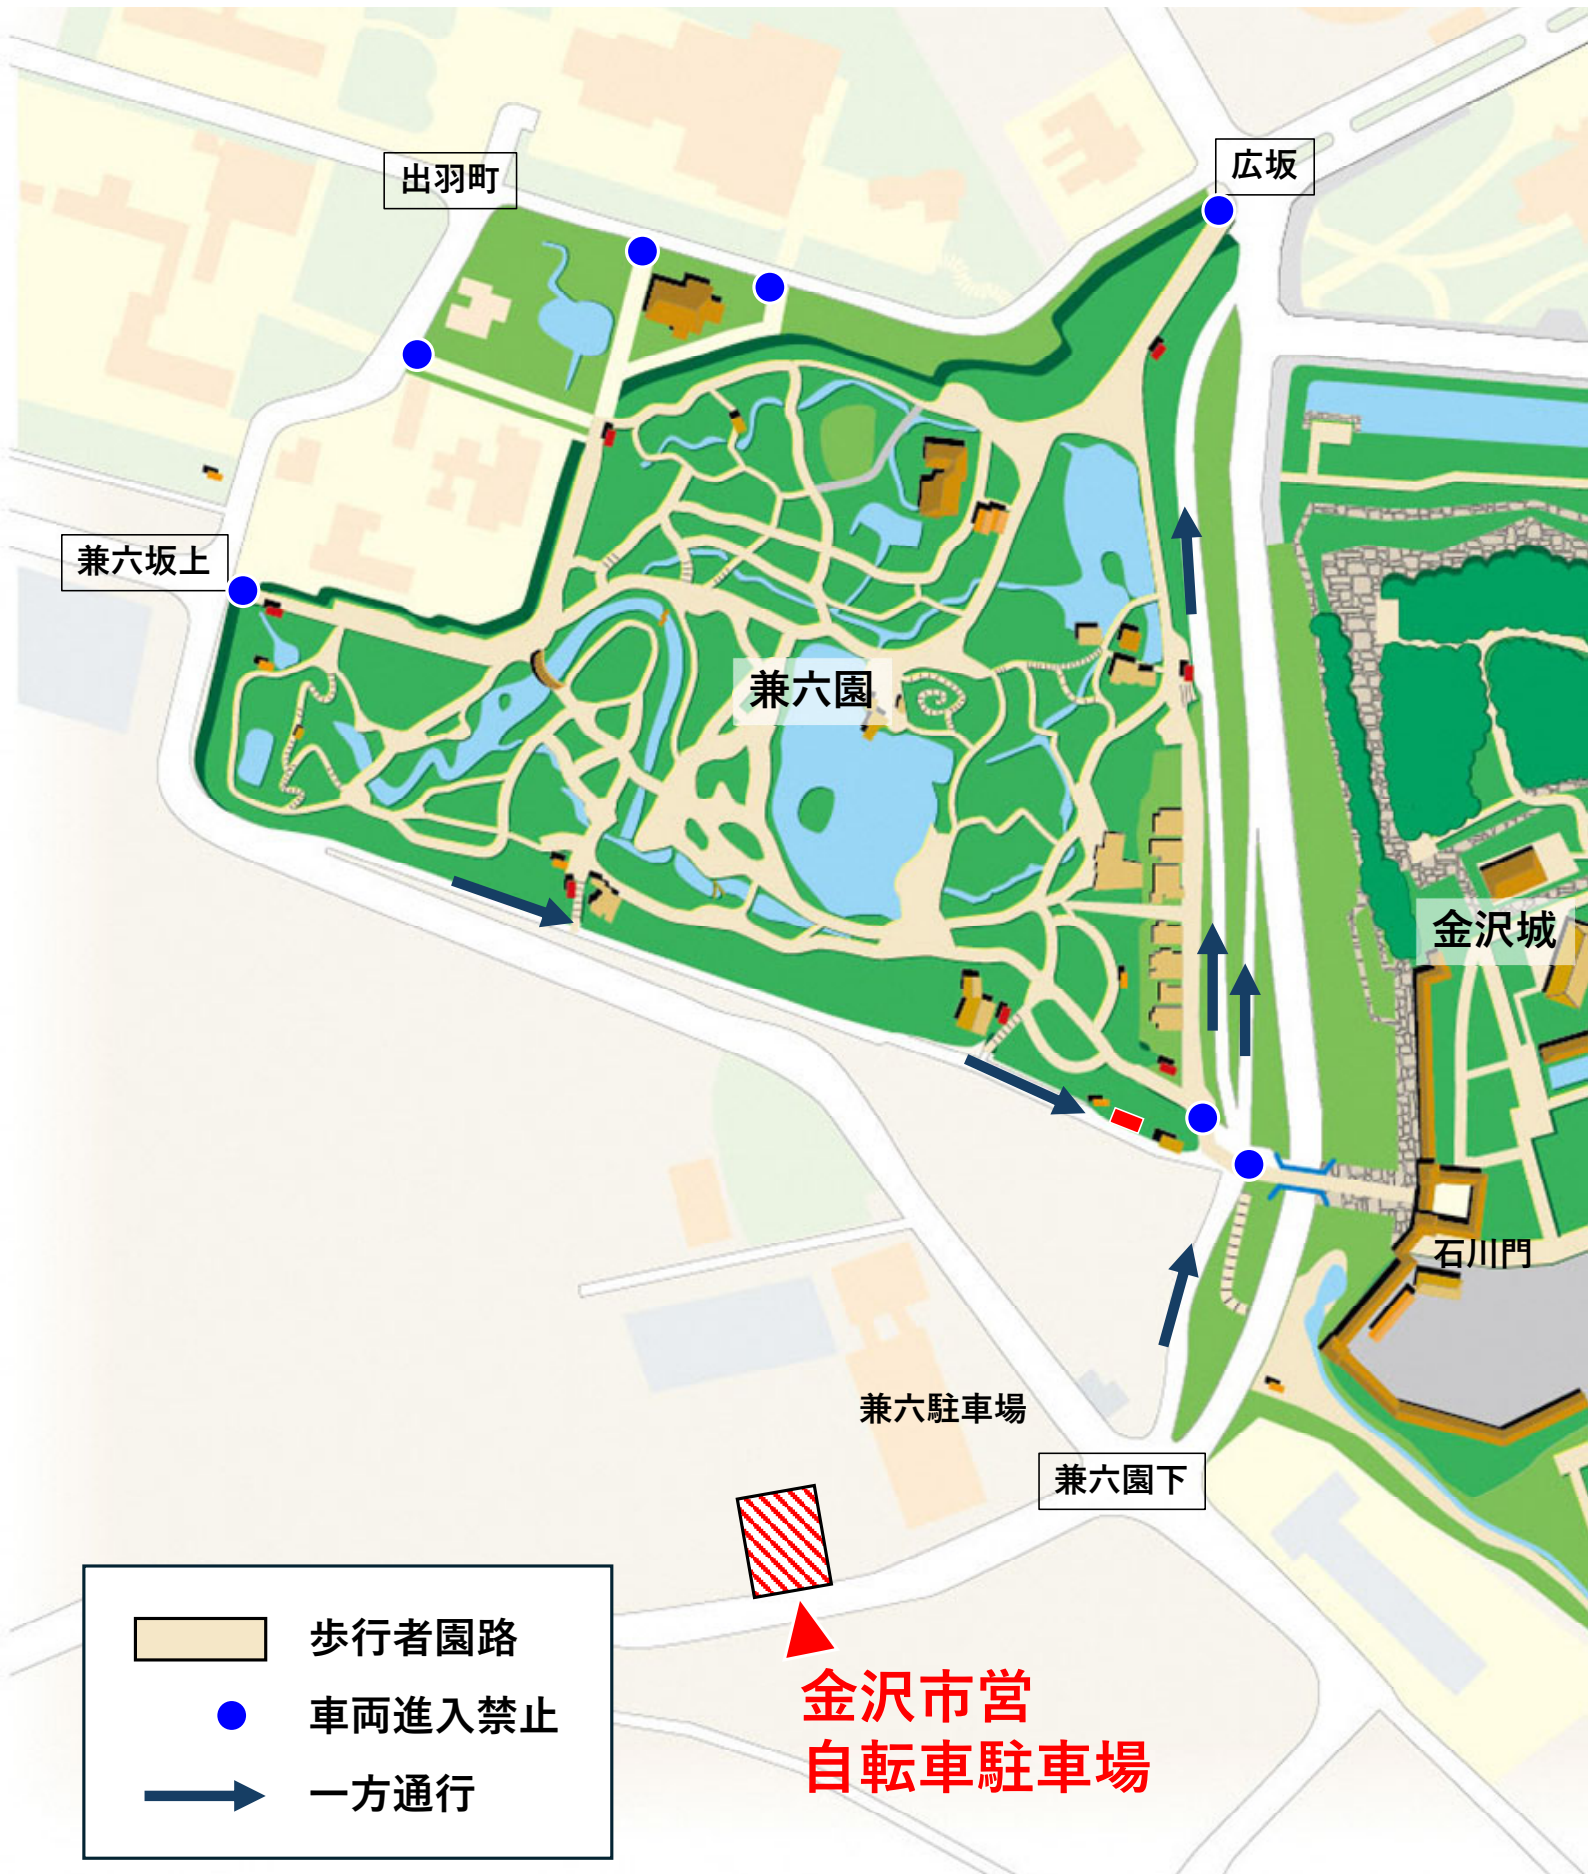 出羽町
広坂
兼六坂上
兼六園
金沢城
石川門
兼六駐車場
兼六園下
金沢市営
自転車駐車場
歩行者園路
車両進入禁止
一方通行